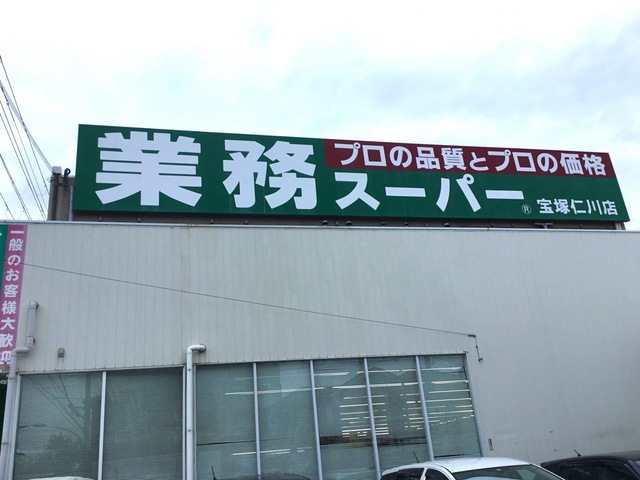 業務スーパー
プロの品質とプロの価格
®
宝塚仁川店
一般のお客様大歓迎